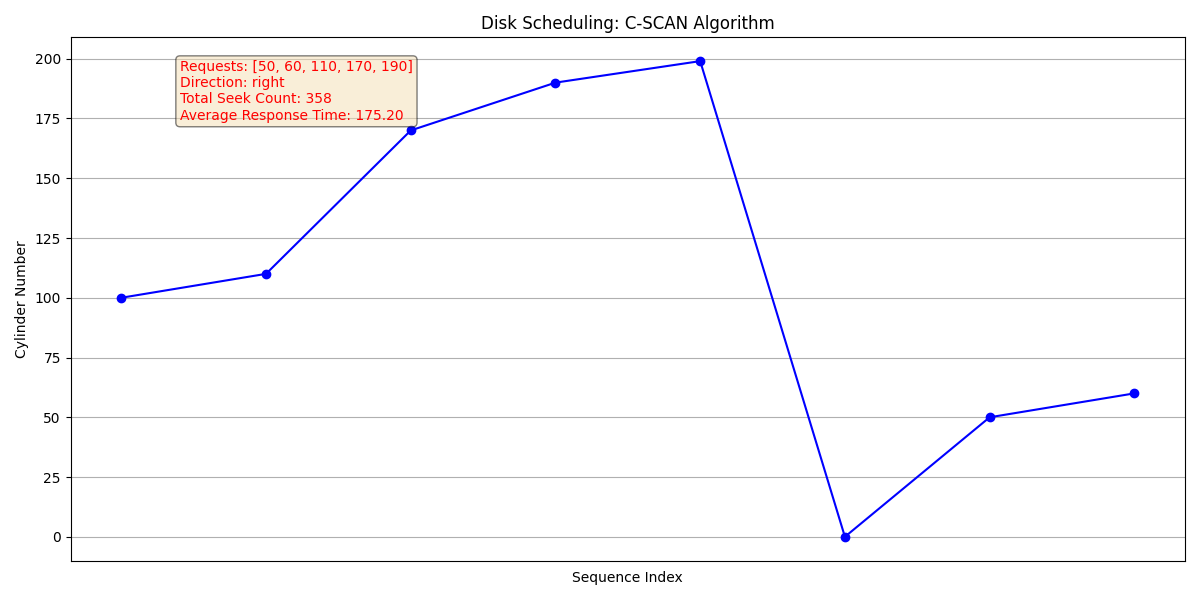 Disk Scheduling: C-SCAN Algorithm
Requests: [50, 60, 110, 170, 190]
Direction: right
Total Seek Count: 358
Average Response Time: 175.20
Cylinder Number
200
175
150
125
100
75
50
25
0
Sequence Index